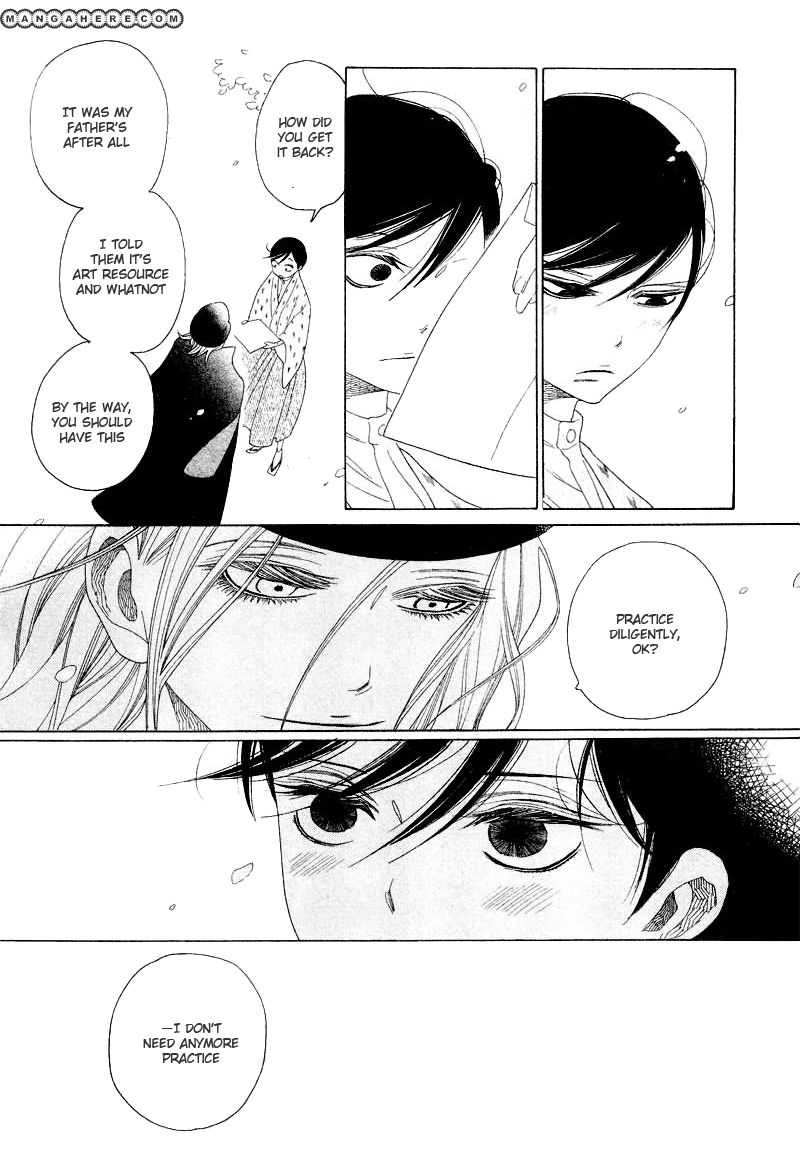 MANGAHERE.COM
HOW DID
YOU GET
IT BACK?
IT WAS MY
FATHER'S
AFTER ALL
I TOLD
THEM IT'S
ART RESOURCE
AND WHATNOT
BY THE WAY,
YOU SHOULD
HAVE THIS
PRACTICE
DILIGENTLY,
OK?
—I DON'T
NEED ANYMORE
PRACTICE